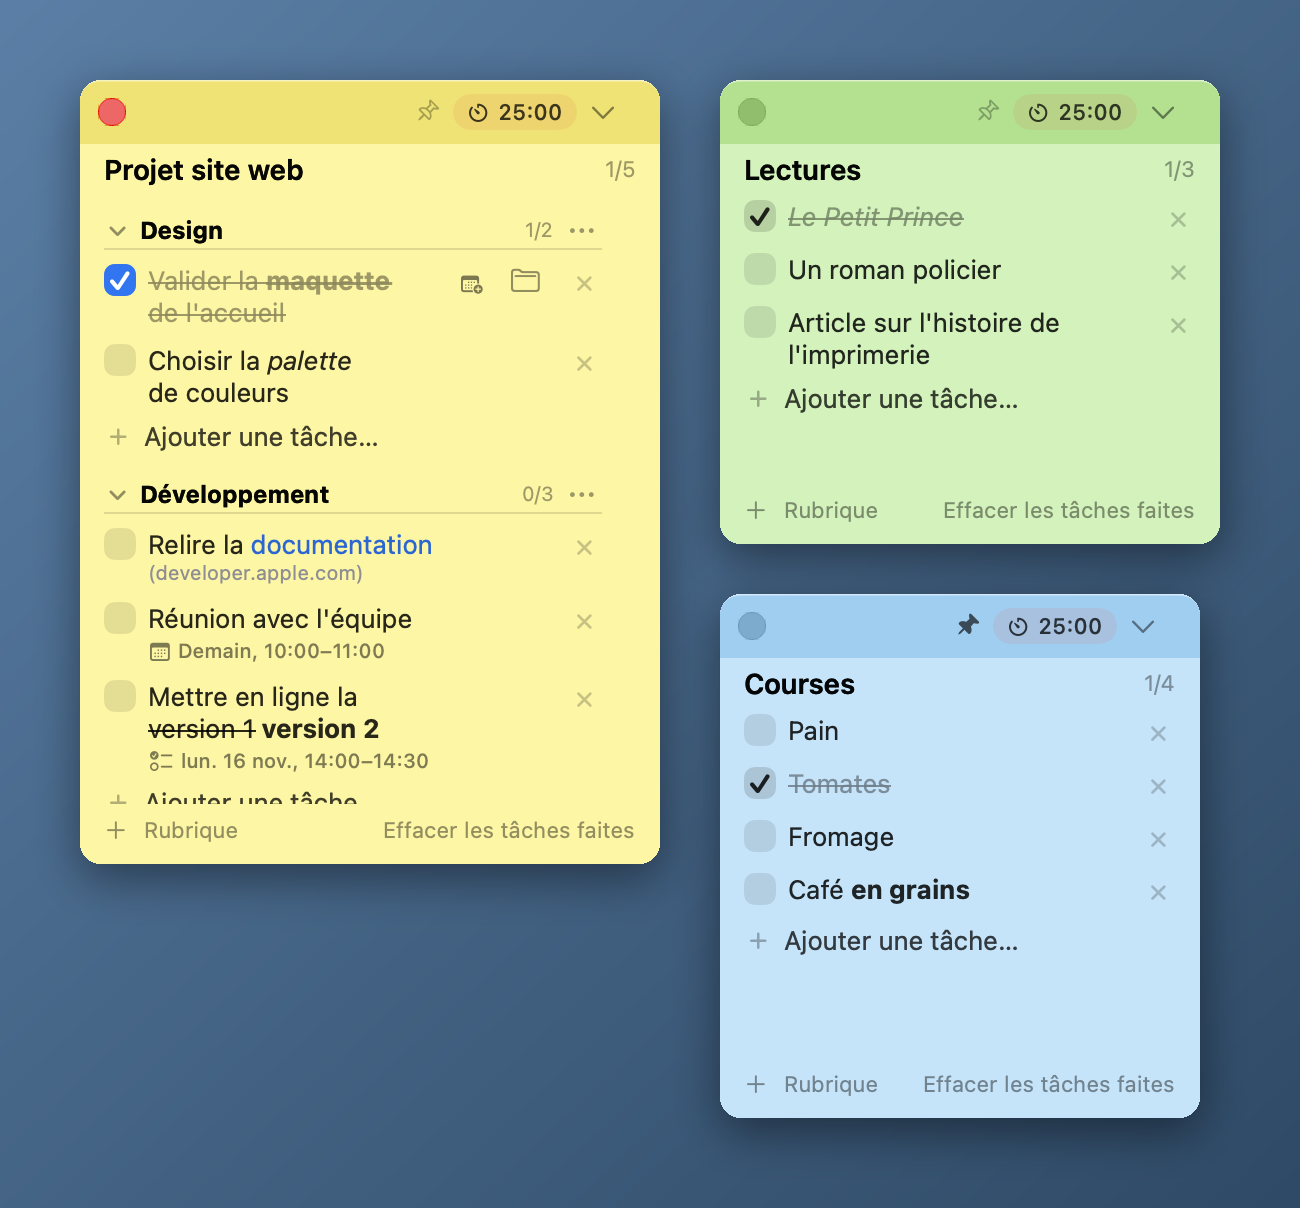 25:00
Projet site web 1/5
Design 1/2
Valider la maquette
de l'accueil
Choisir la palette
de couleurs
Ajouter une tâche...
Développement 0/3
Relire la documentation
(developer.apple.com)
Réunion avec l'équipe
Demain, 10:00–11:00
Mettre en ligne la
version 1 version 2
lun. 16 nov., 14:00–14:30
Ajouter une tâche
+ Rubrique Effacer les tâches faites
25:00
Lectures 1/3
Le Petit Prince
Un roman policier
Article sur l'histoire de
l'imprimerie
Ajouter une tâche...
+ Rubrique Effacer les tâches faites
25:00
Courses 1/4
Pain
Tomates
Fromage
Café en grains
Ajouter une tâche...
+ Rubrique Effacer les tâches faites